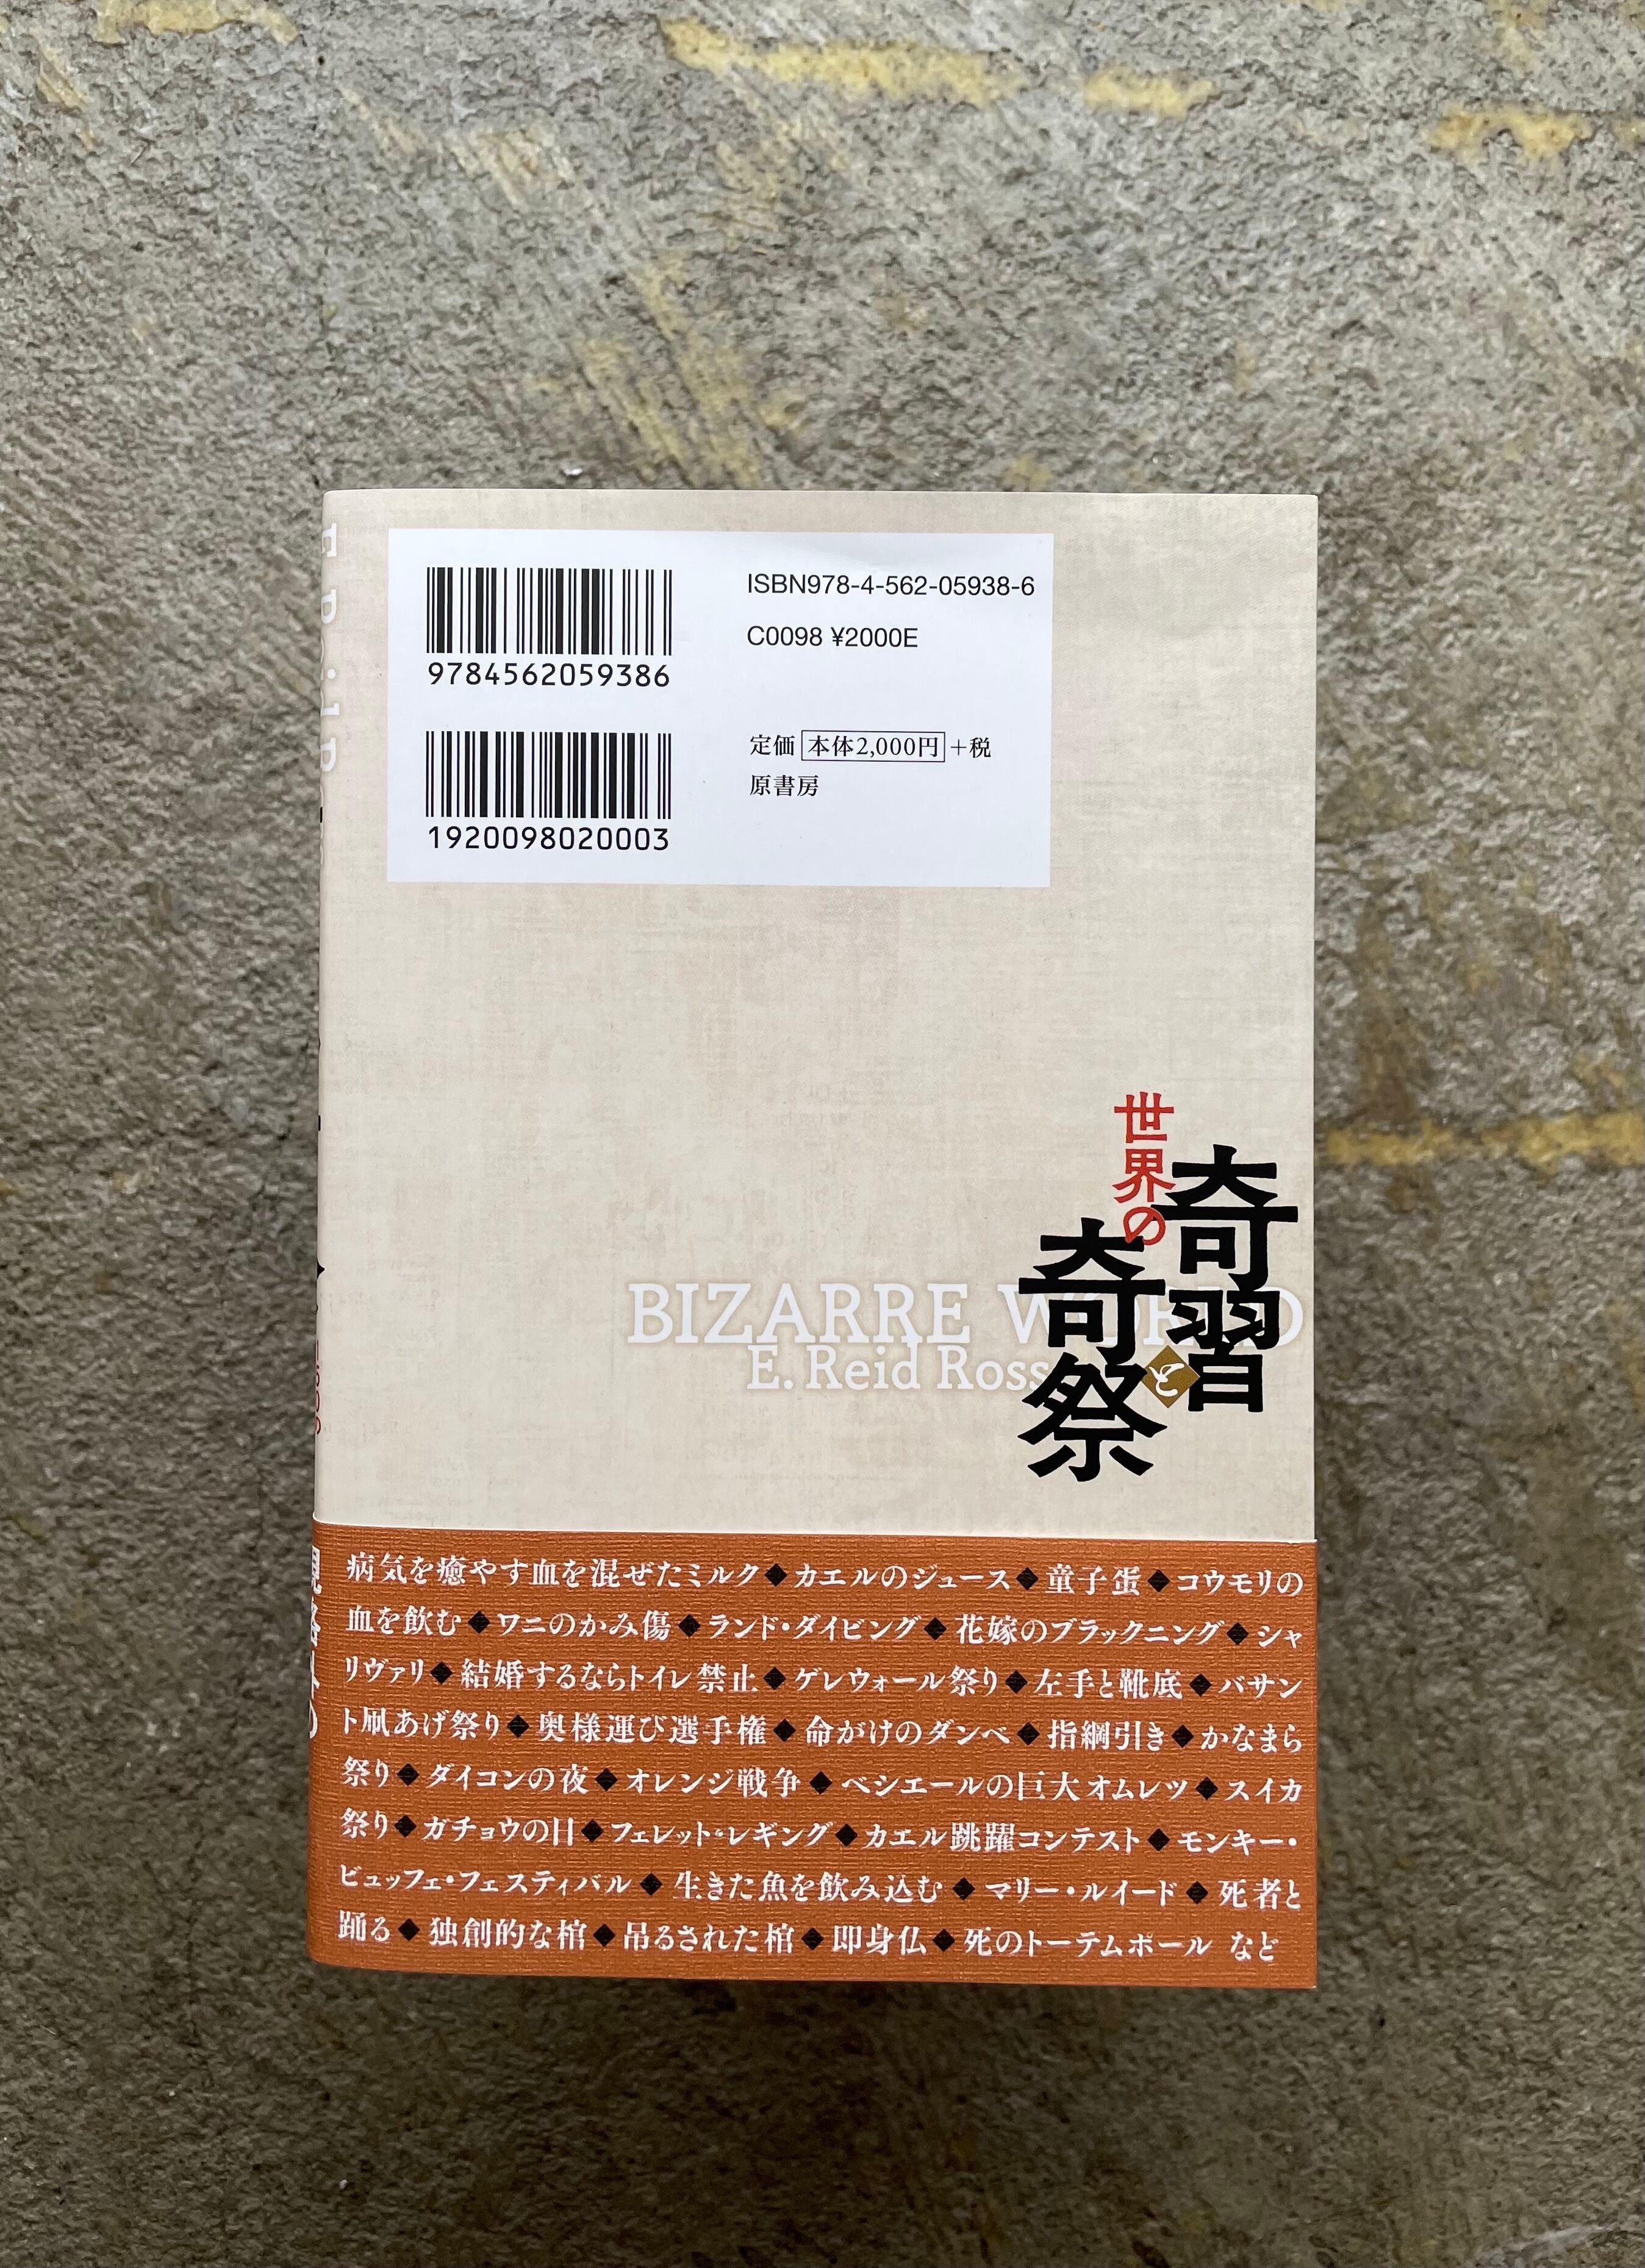 ISBN978-4-562-05938-6
C0098 ¥2000E
9784562059386
定価 本体2,000円 +税
原書房
1920098020003
世界の
奇習
と
奇祭
BIZARRE WORLD
E. Reid Ross
病気を癒やす血を混ぜたミルク◆カエルのジュース◆童子蛋◆コウモリの
血を飲む◆ワニのかみ傷◆ランド・ダイビング◆花嫁のブラックニング◆シャ
リヴァリ◆結婚するならトイレ禁止◆ゲレウォール祭り◆左手と靴底◆バサン
ト凧あげ祭り◆奥様運び選手権◆命がけのダンベ◆指綱引き◆かなまら
祭り◆ダイコンの夜◆オレンジ戦争◆ベシエールの巨大オムレツ◆スイカ
祭り◆ガチョウの日◆フェレット・レギング◆カエル跳躍コンテスト◆モンキー・
ビュッフェ・フェスティバル◆生きた魚を飲み込む◆マリー・ルイード◆死者と
踊る◆独創的な棺◆吊るされた棺◆即身仏◆死のトーテムポール など